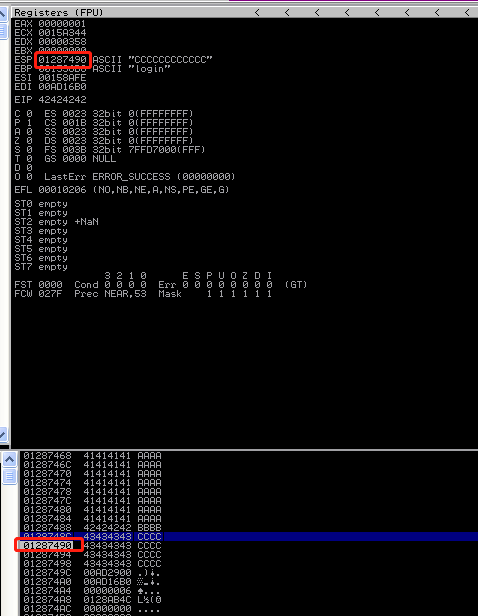 Registers (FPU) < < < < < < <
EAX 00000001
ECX 0015A344
EDX 00000358
EBX 00000000
ESP 01287490 ASCII "CCCCCCCCCCCC"
EBP ASCII "login"
ESI 00158AFE
EDI 00AD16B0
EIP 42424242
C 0 ES 0023 32bit 0(FFFFFFFF)
P 1 CS 001B 32bit 0(FFFFFFFF)
A 0 SS 0023 32bit 0(FFFFFFFF)
Z 0 DS 0023 32bit 0(FFFFFFFF)
S 0 FS 003B 32bit 7FFD7000(FFF)
T 0 GS 0000 NULL
D 0
O 0 LastErr ERROR_SUCCESS (00000000)
EFL 00010206 (NO,NB,NE,A,NS,PE,GE,G)
ST0 empty
ST1 empty
ST2 empty +NaN
ST3 empty
ST4 empty
ST5 empty
ST6 empty
ST7 empty
3 2 1 0 E S P U O Z D I
FST 0000 Cond 0 0 0 0 Err 0 0 0 0 0 0 0 0 (GT)
FCW 027F Prec NEAR,53 Mask 1 1 1 1 1 1
01287468 41414141 AAAA
0128746C 41414141 AAAA
01287470 41414141 AAAA
01287474 41414141 AAAA
01287478 41414141 AAAA
0128747C 41414141 AAAA
01287480 41414141 AAAA
01287484 41414141 AAAA
01287488 42424242 BBBB
0128748C 43434343 CCCC
01287490 43434343 CCCC
01287494 43434343 CCCC
01287498 43434343 CCCC
0128749C 00AD2900
012874A0 00AD16B0
012874A4 00000006
012874A8 0128AB4C
012874AC 00000000 ....